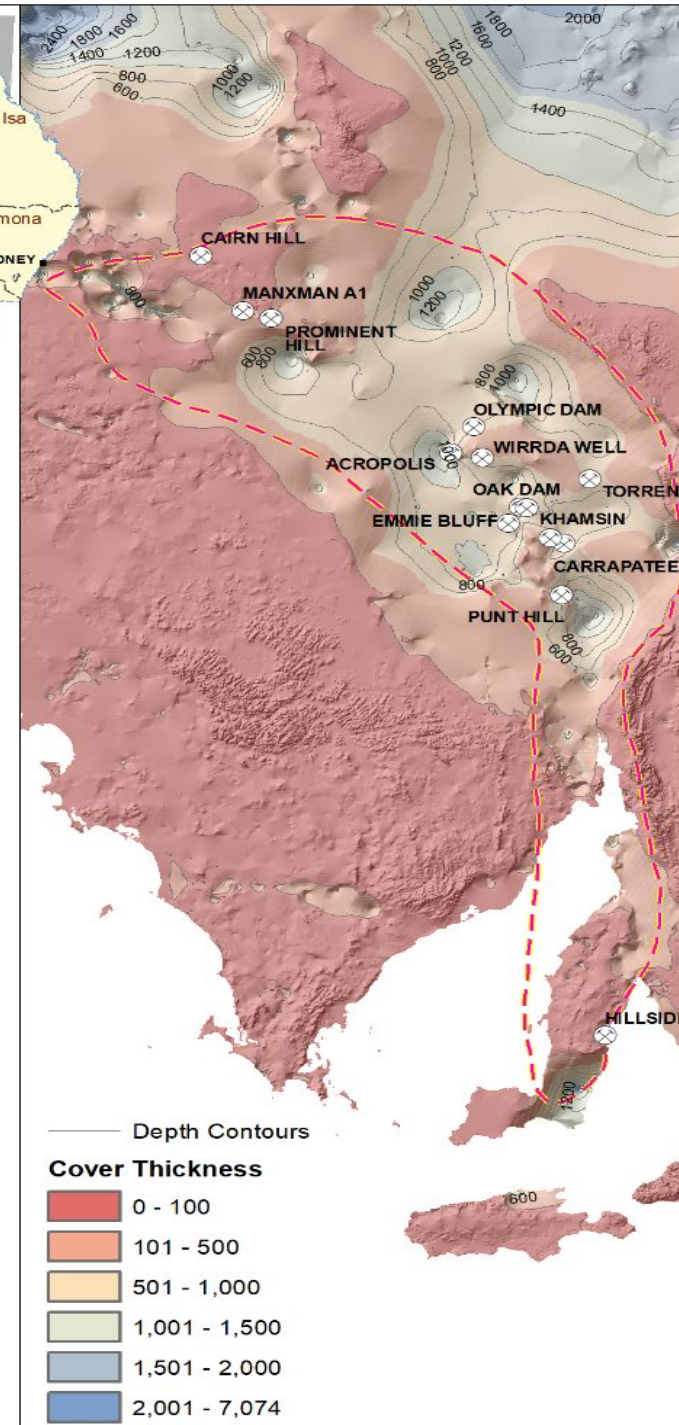 2400
1800
1600
1400
1200
800
600
1000
1200
1200
1000
800
1800
1600
2000
1400
Isa
mona
DNEY
CAIRN HILL
800
MANXMAN A1
PROMINENT
HILL
600
800
1000
1200
800
1000
OLYMPIC DAM
WIRRDA WELL
ACROPOLIS
1000
OAK DAM
TORREN
EMMIE BLUFF
KHAMSIN
CARRAPATEE
800
PUNT HILL
800
600
HILLSID
1200
600
Depth Contours
Cover Thickness
0 - 100
101 - 500
501 - 1,000
1,001 - 1,500
1,501 - 2,000
2,001 - 7,074